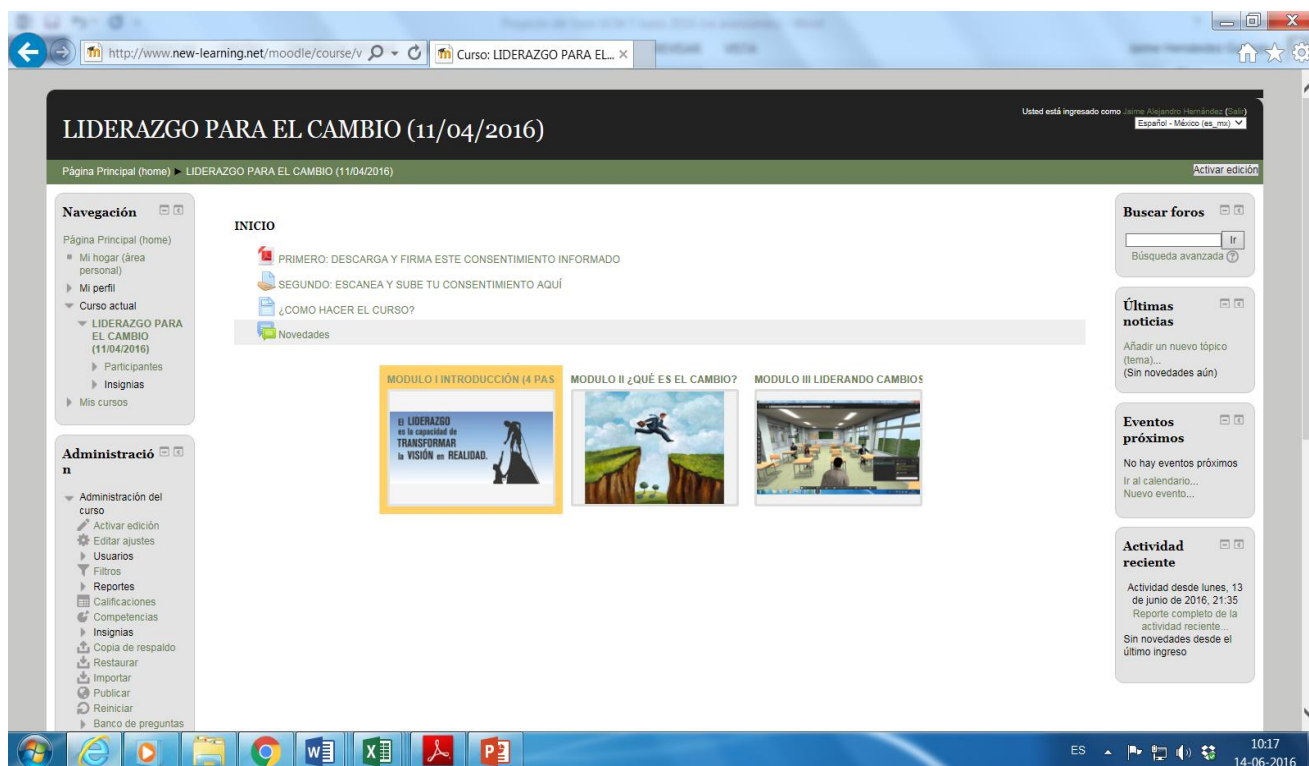 http://www.new-learning.net/moodle/course/v
Curso: LIDERAZGO PARA EL...
LIDERAZGO PARA EL CAMBIO (11/04/2016)
Usted está ingresado como Jaime Alejandro Hernández (Salir)
Español - México (es_mx)
Página Principal (home) ► LIDERAZGO PARA EL CAMBIO (11/04/2016)
Activar edición
Navegación
Página Principal (home)
Mi hogar (área
personal)
Mi perfil
Curso actual
LIDERAZGO PARA
EL CAMBIO
(11/04/2016)
Participantes
Insignias
Mis cursos
Administració
n
Administración del
curso
Activar edición
Editar ajustes
Usuarios
Filtros
Reportes
Calificaciones
Competencias
Insignias
Copia de respaldo
Restaurar
Importar
Publicar
Reiniciar
Banco de preguntas
INICIO
PRIMERO: DESCARGA Y FIRMA ESTE CONSENTIMIENTO INFORMADO
SEGUNDO: ESCANEA Y SUBE TU CONSENTIMIENTO AQUÍ
¿COMO HACER EL CURSO?
Novedades
MODULO I INTRODUCCIÓN (4 PAS
El LIDERAZGO
es la capacidad de
TRANSFORMAR
la VISIÓN en REALIDAD.
MODULO II ¿QUÉ ES EL CAMBIO?
MODULO III LIDERANDO CAMBIOS
Buscar foros
Ir
Búsqueda avanzada
Últimas
noticias
Añadir un nuevo tópico
(tema)...
(Sin novedades aún)
Eventos
próximos
No hay eventos próximos
Ir al calendario...
Nuevo evento...
Actividad
reciente
Actividad desde lunes, 13
de junio de 2016, 21:35
Reporte completo de la
actividad reciente...
Sin novedades desde el
último ingreso
ES
10:17
14-06-2016